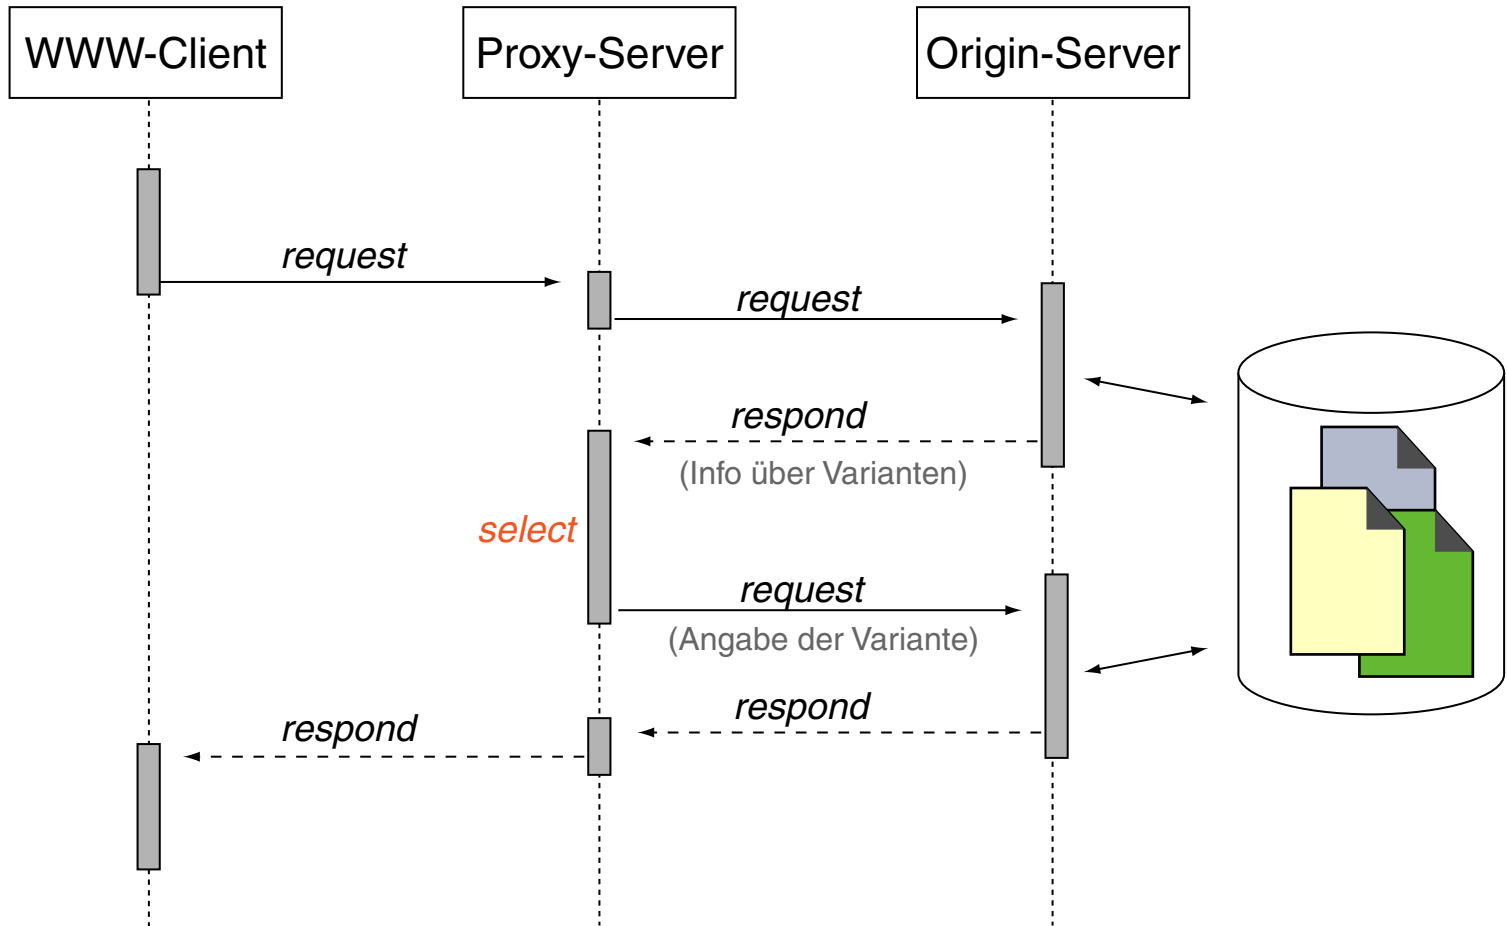 WWW-Client
Proxy-Server
Origin-Server
request
request
respond
(Info über Varianten)
select
request
(Angabe der Variante)
respond
respond